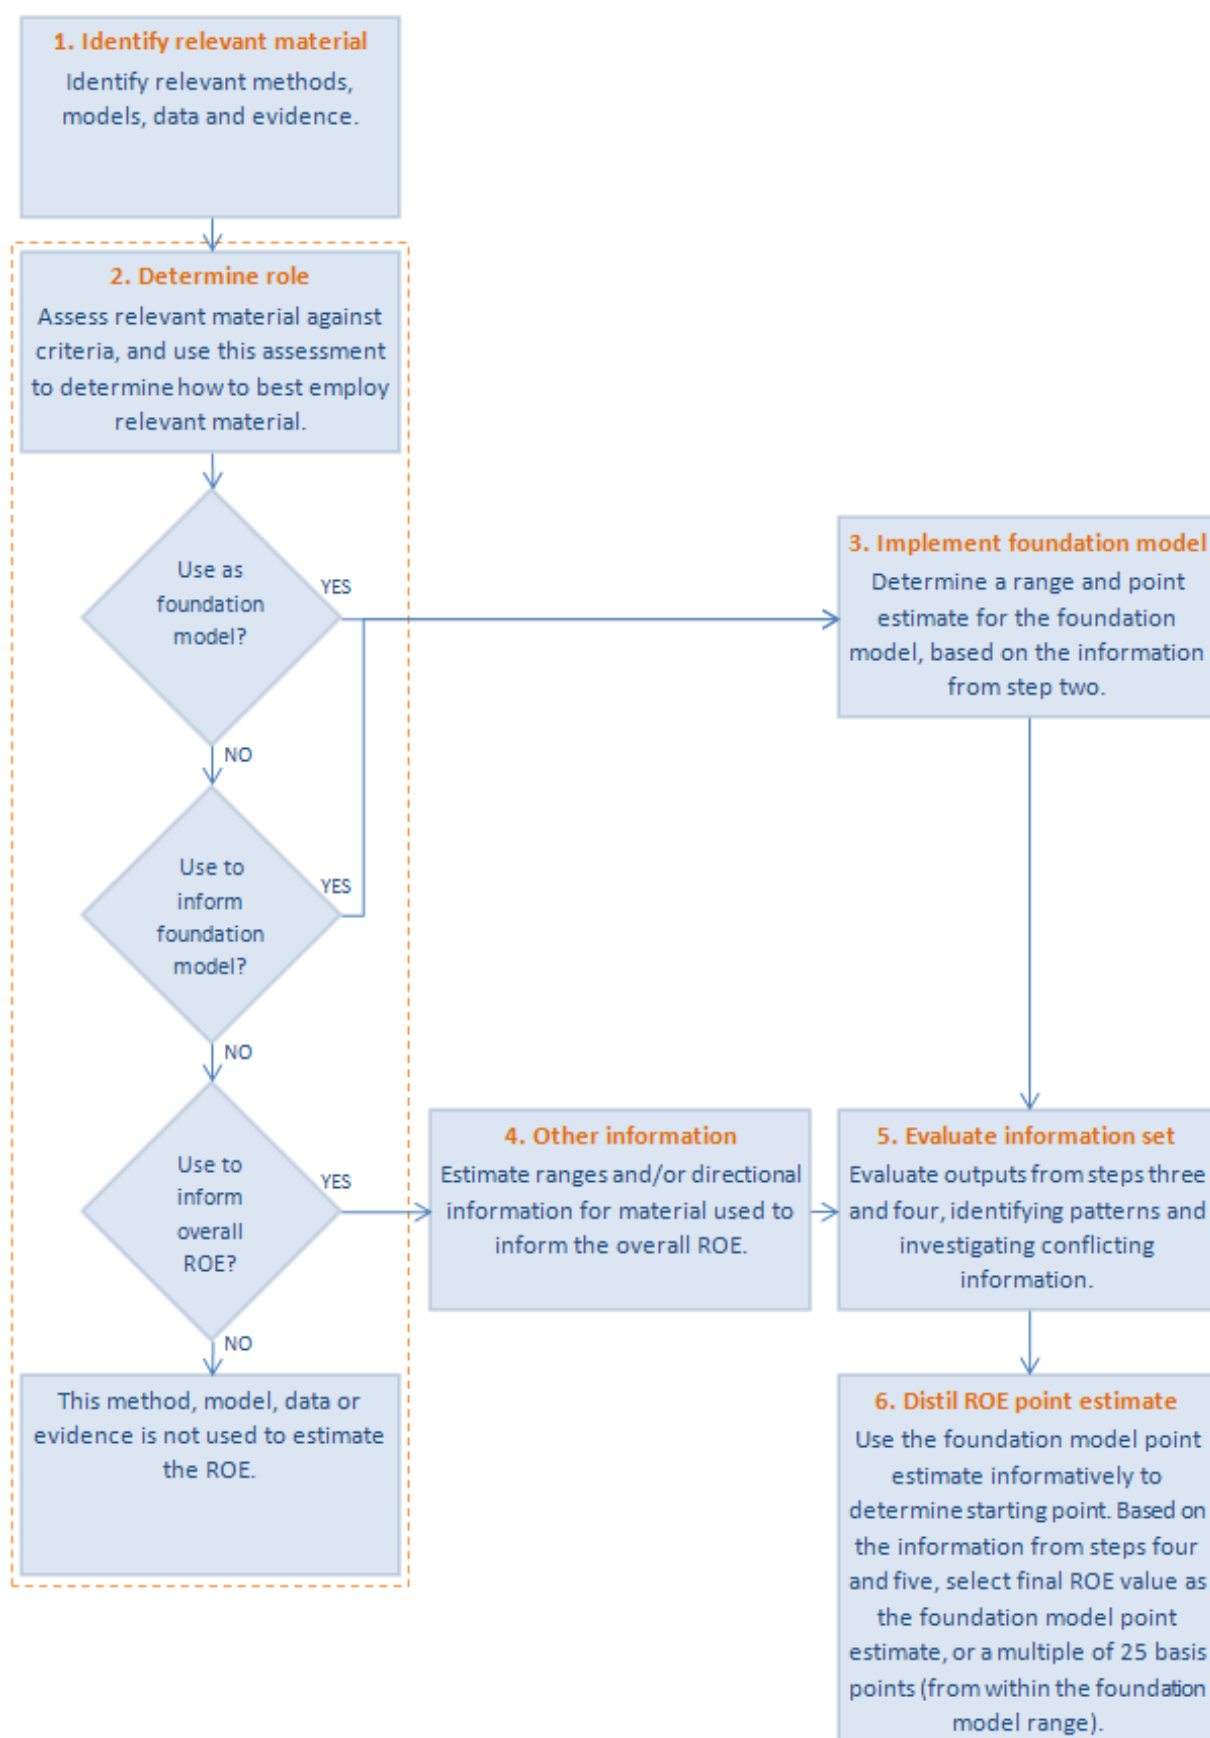 1. Identify relevant material
Identify relevant methods,
models, data and evidence.
2. Determine role
Assess relevant material against
criteria, and use this assessment
to determine how to best employ
relevant material.
Use as
foundation
model?
YES
NO
Use to
inform
foundation
model?
YES
NO
Use to
inform
overall
ROE?
YES
NO
This method, model, data or
evidence is not used to estimate
the ROE.
3. Implement foundation model
Determine a range and point
estimate for the foundation
model, based on the information
from step two.
4. Other information
Estimate ranges and/or directional
information for material used to
inform the overall ROE.
5. Evaluate information set
Evaluate outputs from steps three
and four, identifying patterns and
investigating conflicting
information.
6. Distil ROE point estimate
Use the foundation model point
estimate informatively to
determine starting point. Based on
the information from steps four
and five, select final ROE value as
the foundation model point
estimate, or a multiple of 25 basis
points (from within the foundation
model range).